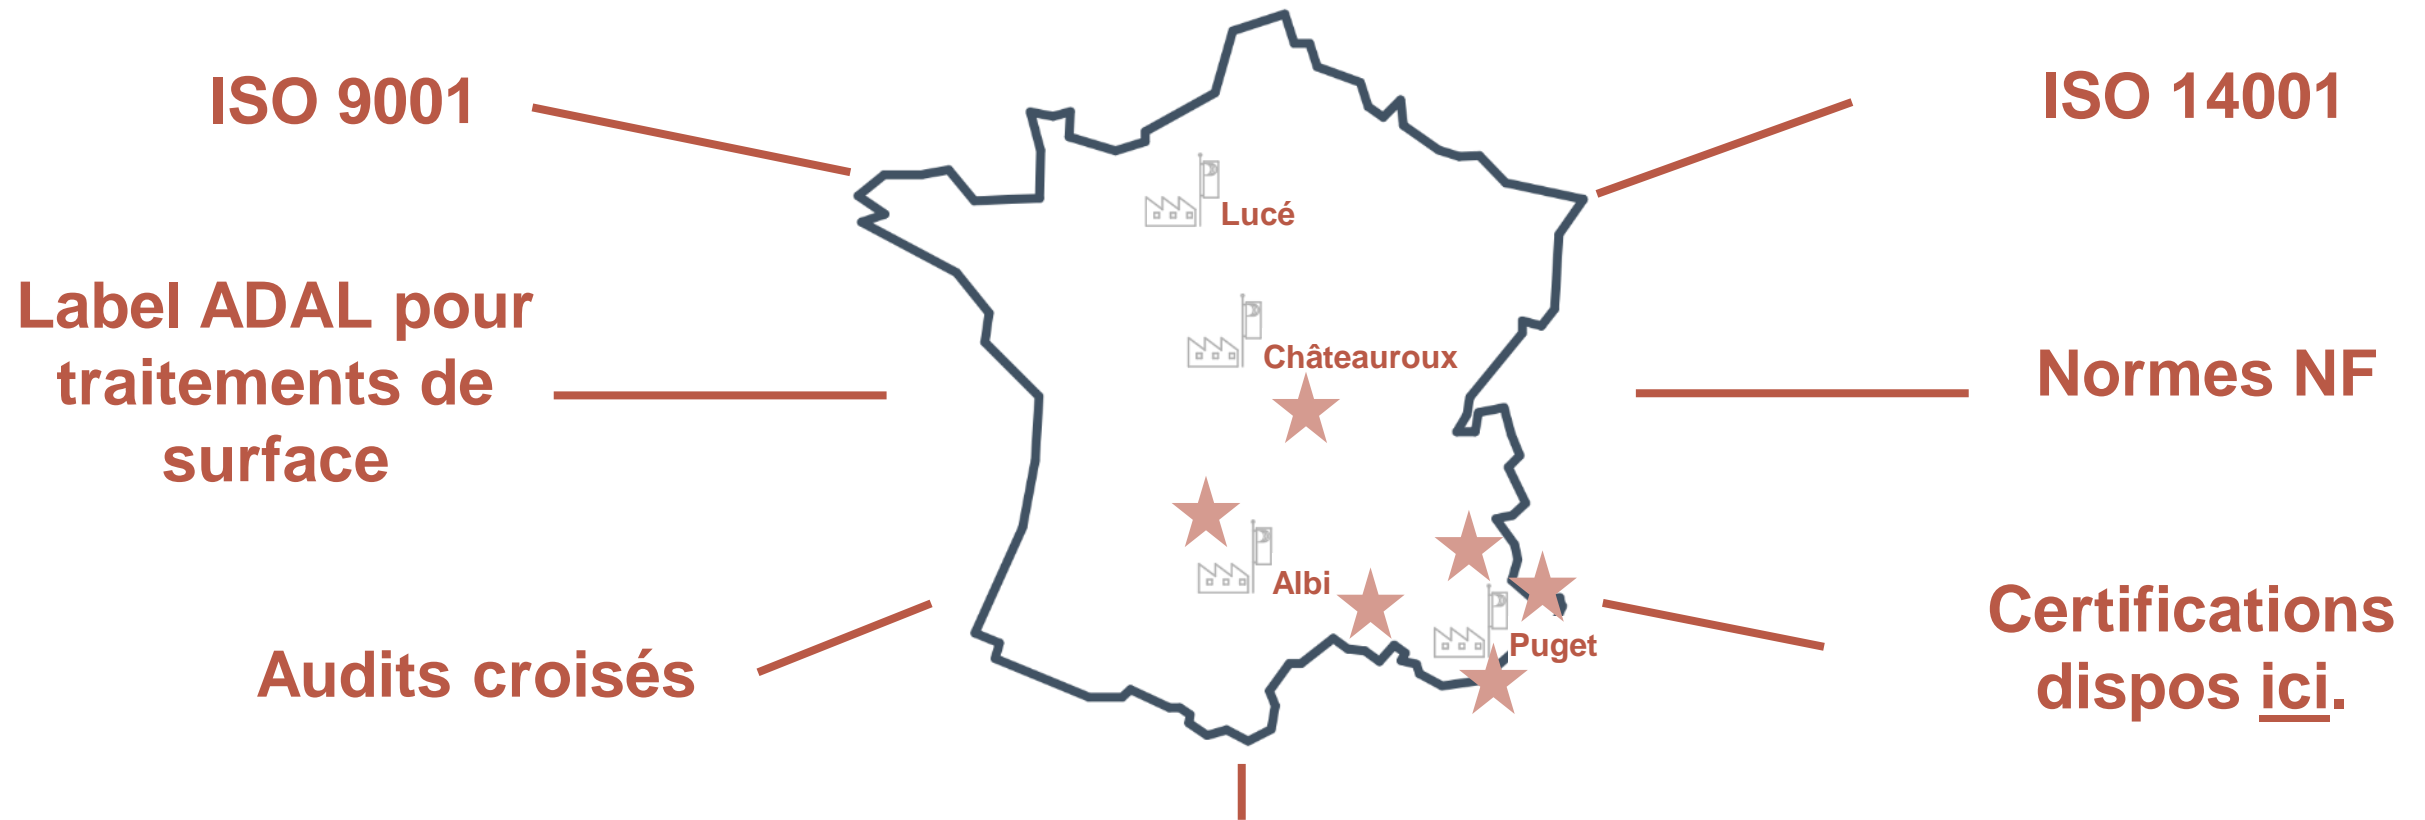 ISO 9001
ISO 14001
Lucé
Label ADAL pour
traitements de
surface
Châteauroux
Normes NF
Albi
Puget
Audits croisés
Certifications
dispos ici.